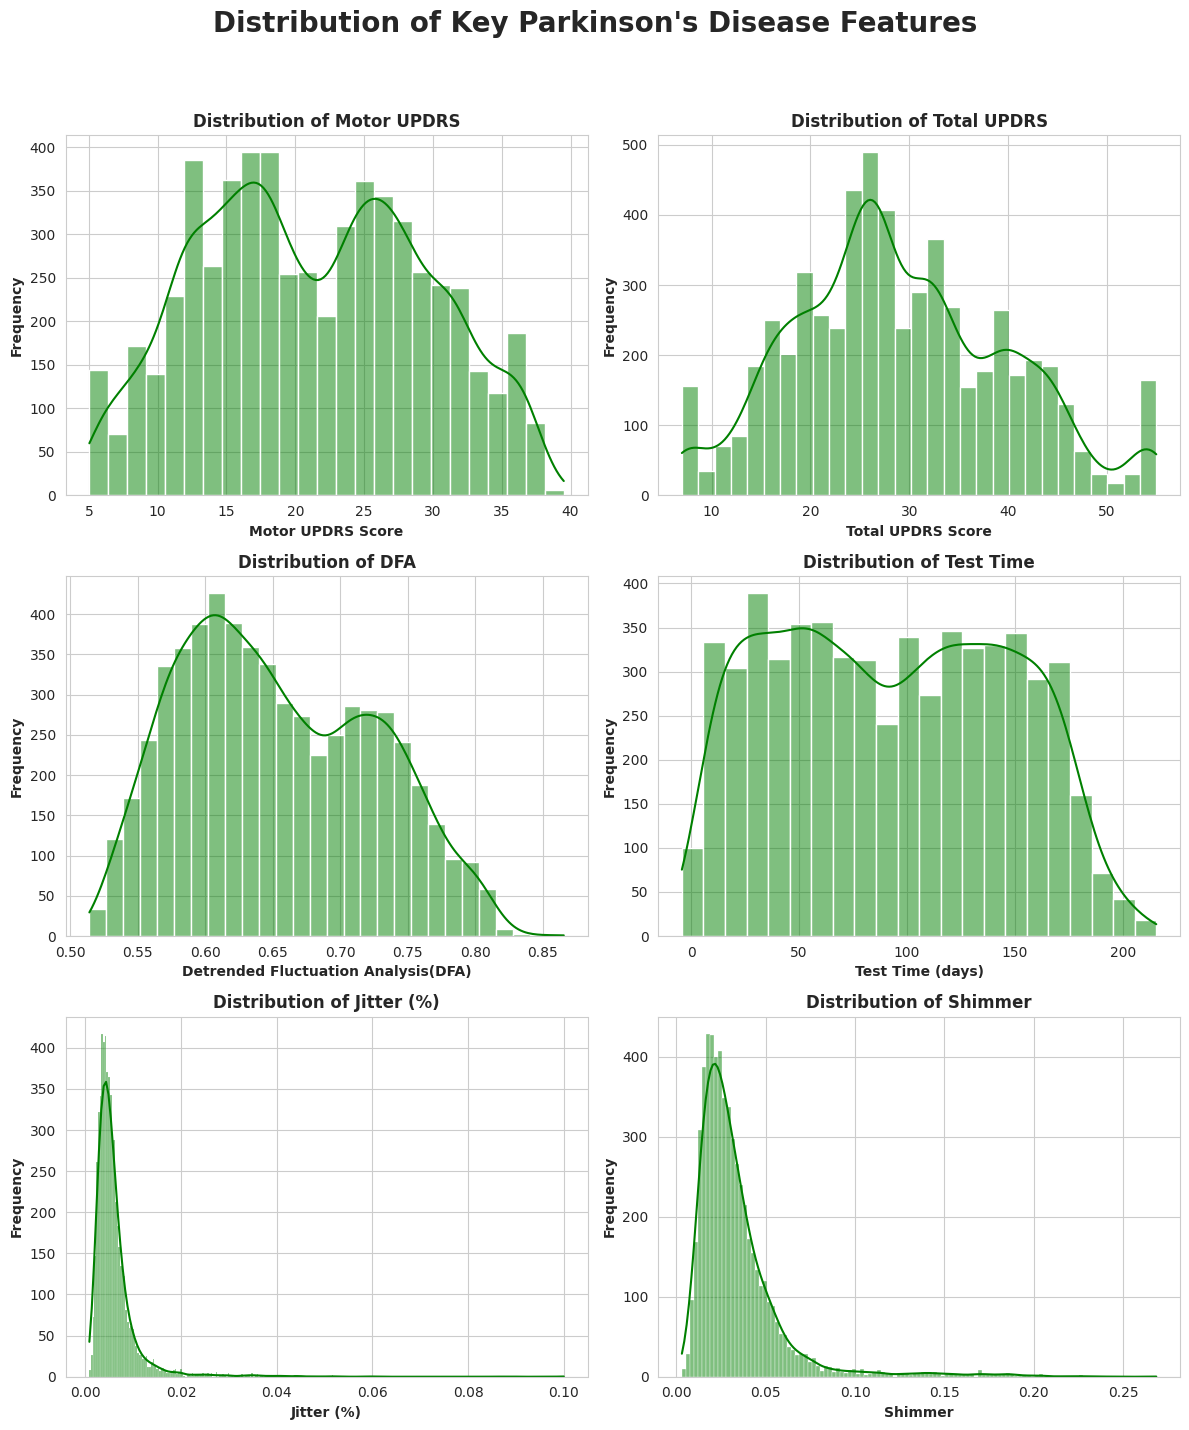 Distribution of Key Parkinson's Disease Features
Distribution of Motor UPDRS
Frequency
400
350
300
250
200
150
100
50
0
5 10 15 20 25 30 35 40
Motor UPDRS Score
Distribution of Total UPDRS
Frequency
500
400
300
200
100
0
10 20 30 40 50
Total UPDRS Score
Distribution of DFA
Frequency
400
350
300
250
200
150
100
50
0
0.50 0.55 0.60 0.65 0.70 0.75 0.80 0.85
Detrended Fluctuation Analysis(DFA)
Distribution of Test Time
Frequency
400
350
300
250
200
150
100
50
0
0 50 100 150 200
Test Time (days)
Distribution of Jitter (%)
Frequency
400
350
300
250
200
150
100
50
0
0.00 0.02 0.04 0.06 0.08 0.10
Jitter (%)
Distribution of Shimmer
Frequency
400
300
200
100
0
0.00 0.05 0.10 0.15 0.20 0.25
Shimmer